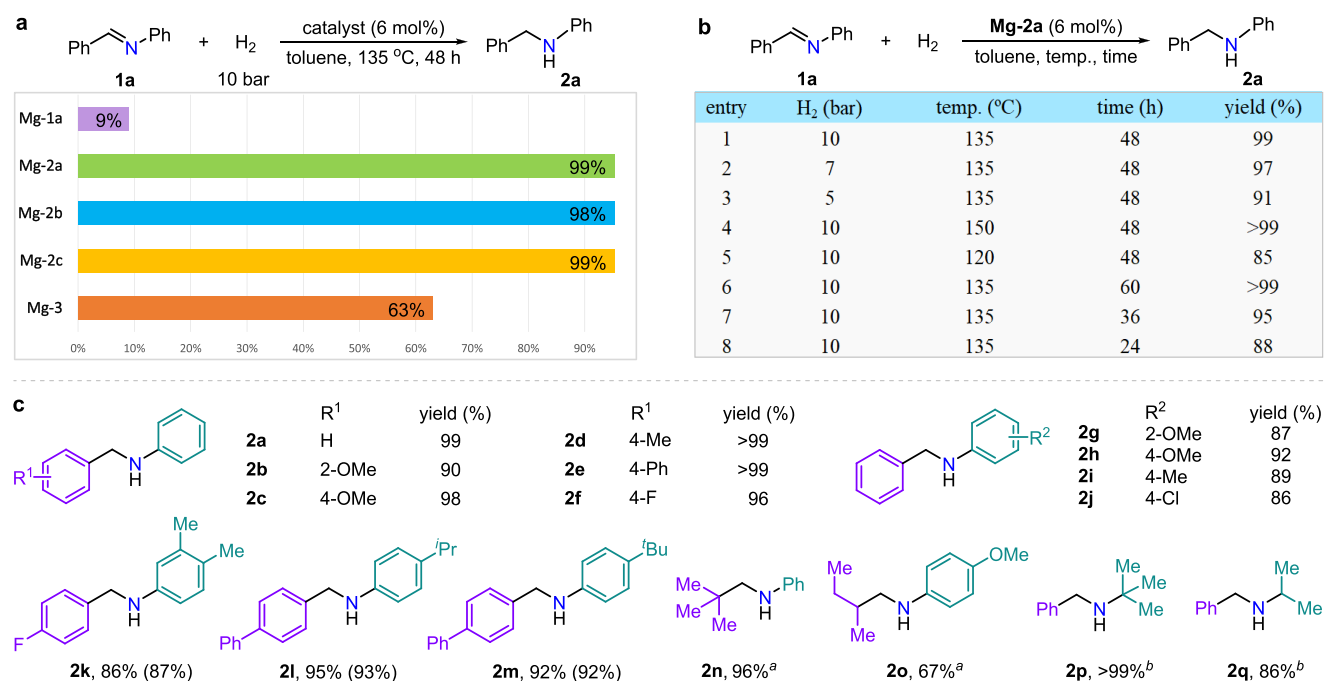 a
Ph N Ph + H2 catalyst (6 mol%) Ph N H Ph
toluene, 135 ºC, 48 h
1a 10 bar 2a
Mg-1a 9%
Mg-2a 99%
Mg-2b 98%
Mg-2c 99%
Mg-3 63%
0% 10% 20% 30% 40% 50% 60% 70% 80% 90%
b
Ph N Ph + H2 Mg-2a (6 mol%) Ph N H Ph
toluene, temp., time
1a 2a
entry H2 (bar) temp. (ºC) time (h) yield (%)
1 10 135 48 99
2 7 135 48 97
3 5 135 48 91
4 10 150 48 >99
5 10 120 48 85
6 10 135 60 >99
7 10 135 36 95
8 10 135 24 88
c
R1 N H
R1 yield (%) R1 yield (%)
2a H 99 2d 4-Me >99
2b 2-OMe 90 2e 4-Ph >99
2c 4-OMe 98 2f 4-F 96
N H R2
R2 yield (%)
2g 2-OMe 87
2h 4-OMe 92
2i 4-Me 89
2j 4-Cl 86
F N H Me Me
2k, 86% (87%)
Ph N H iPr
2l, 95% (93%)
Ph N H tBu
2m, 92% (92%)
Me Me Me N H Ph
2n, 96%a
Me Me N H OMe
2o, 67%a
Ph N H Me Me Me
2p, >99%b
Ph N H Me Me
2q, 86%b